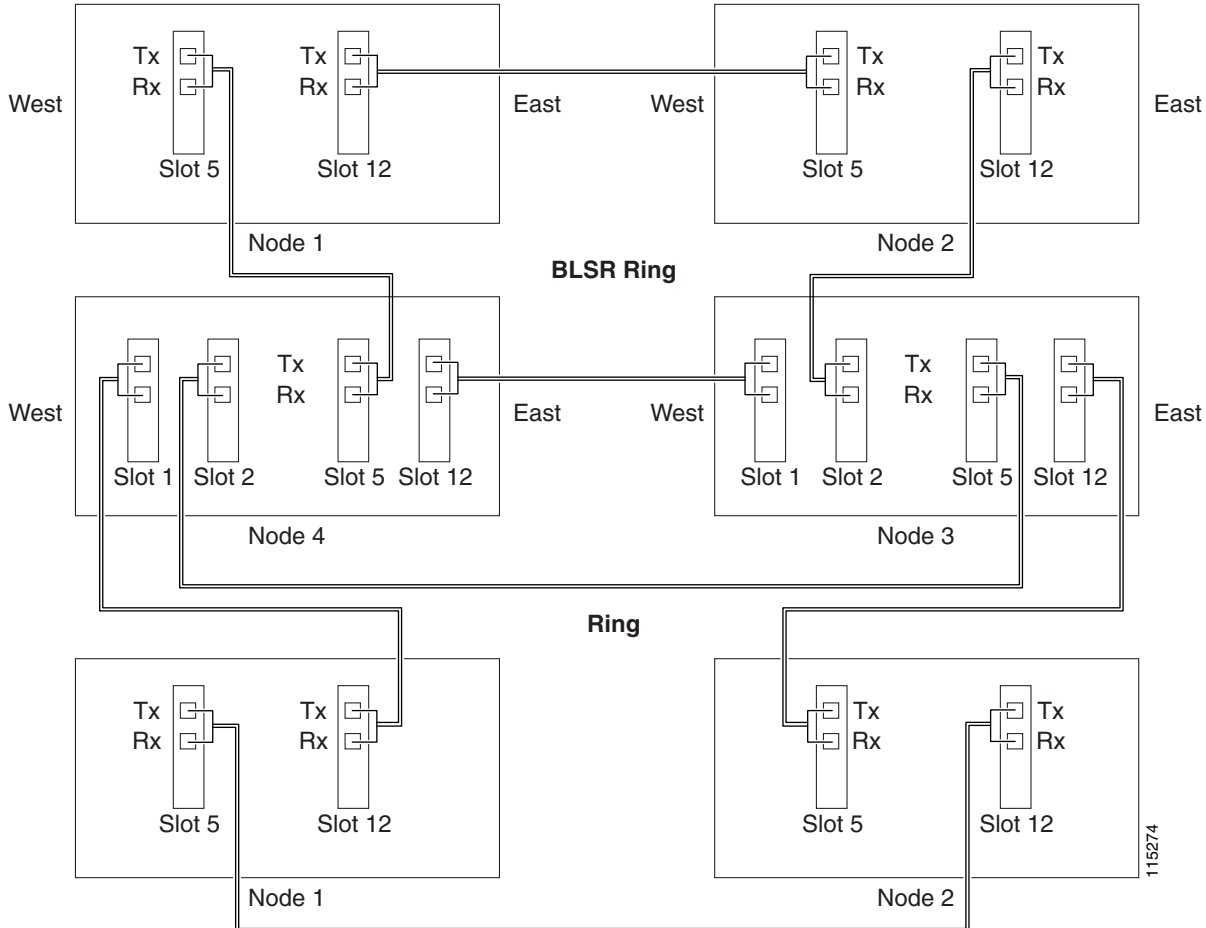 Tx Tx Tx Tx
Rx Rx Rx Rx
West East West East
Slot 5 Slot 12 Slot 5 Slot 12
Node 1 Node 2
BLSR Ring
Tx Tx
Rx Rx
West East West East
Slot 1 Slot 2 Slot 5 Slot 12 Slot 1 Slot 2 Slot 5 Slot 12
Node 4 Node 3
Ring
Tx Tx Tx Tx
Rx Rx Rx Rx
Slot 5 Slot 12 Slot 5 Slot 12
115274
Node 1 Node 2